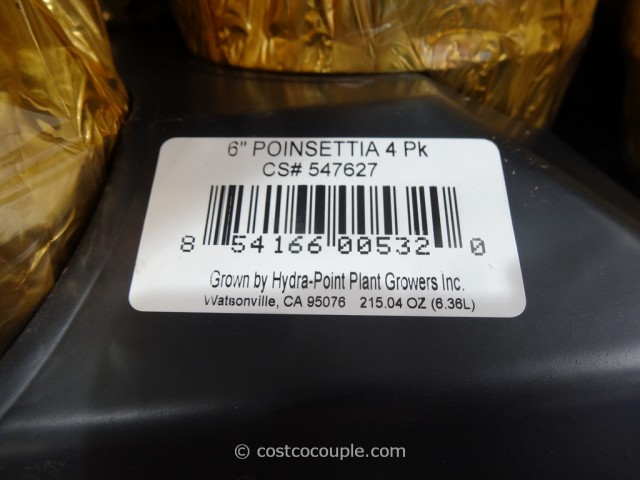 6" POINSETTIA 4 Pk
CS# 547627
8 54166 00532 0
Grown by Hydra-Point Plant Growers Inc.
Watsonville, CA 95076 215.04 OZ (6.36L)
© costcocouple.com